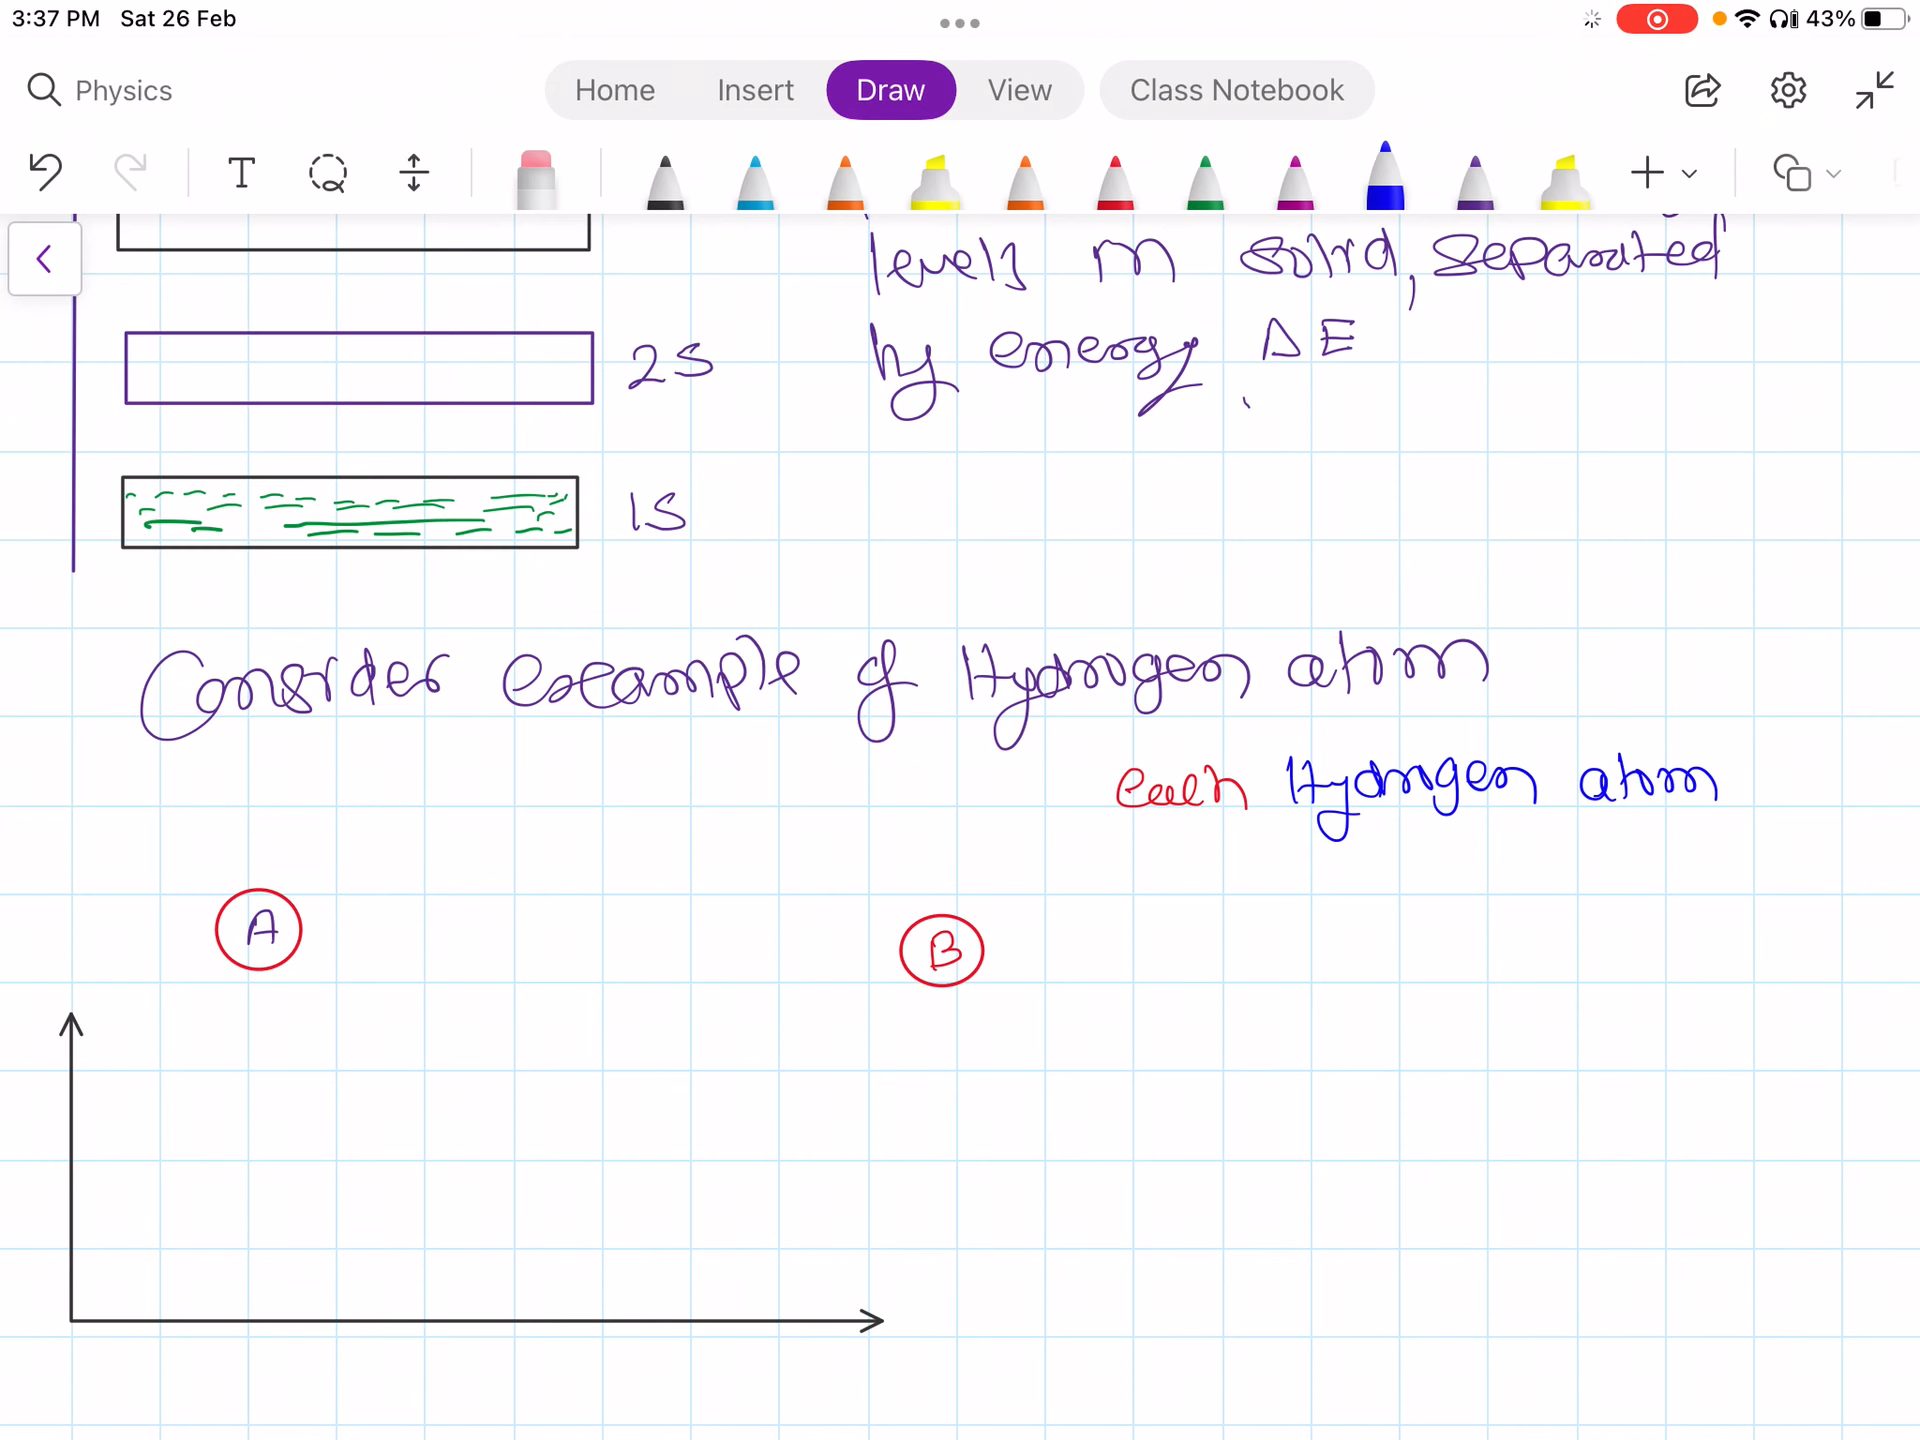 3:37 PM Sat 26 Feb
43%
Physics
Home Insert Draw View Class Notebook
T
levels in solid, separated
by energy ΔE
2S
1S
Consider example of Hydrogen atom
each Hydrogen atom
A
B